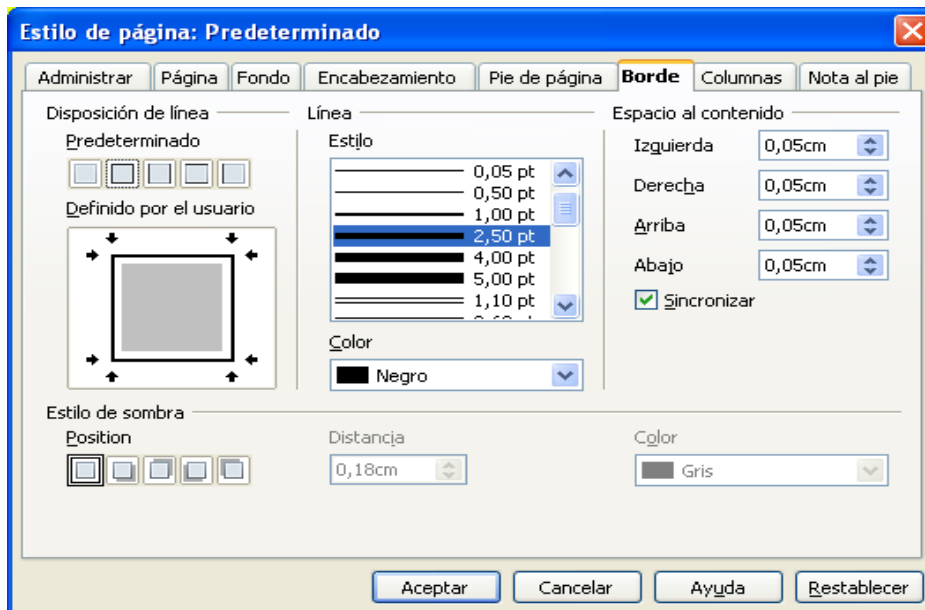 Estilo de página: Predeterminado
Administrar Página Fondo Encabezamiento Pie de página Borde Columnas Nota al pie
Disposición de línea
Predeterminado
Definido por el usuario
Línea
Estilo
0,05 pt
0,50 pt
1,00 pt
2,50 pt
4,00 pt
5,00 pt
1,10 pt
Color
Negro
Espacio al contenido
Izquierda 0,05cm
Derecha 0,05cm
Arriba 0,05cm
Abajo 0,05cm
Sincronizar
Estilo de sombra
Position
Distancia
0,18cm
Color
Gris
Aceptar Cancelar Ayuda Restablecer